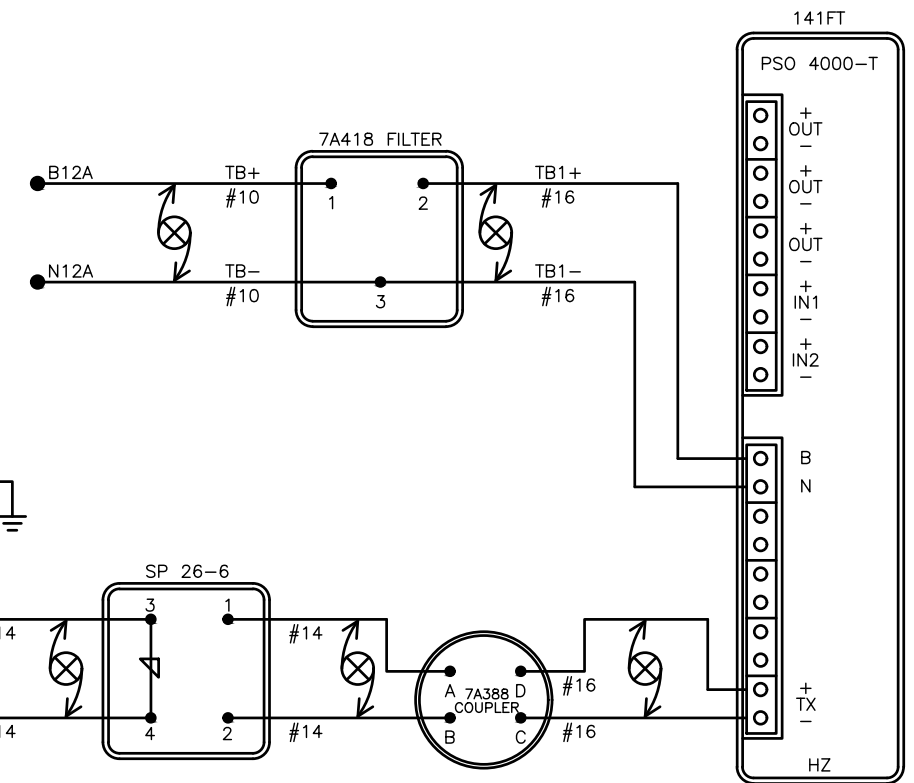 141FT
PSO 4000-T
+
OUT
-
+
OUT
-
+
OUT
-
+
IN1
-
+
IN2
-
B
N
+
TX
-
HZ
7A418 FILTER
B12A
TB+
#10
1
2
TB1+
#16
N12A
TB-
#10
3
TB1-
#16
SP 26-6
14
3
1
#14
14
4
2
#14
A
D
7A388
COUPLER
B
C
#16
#16